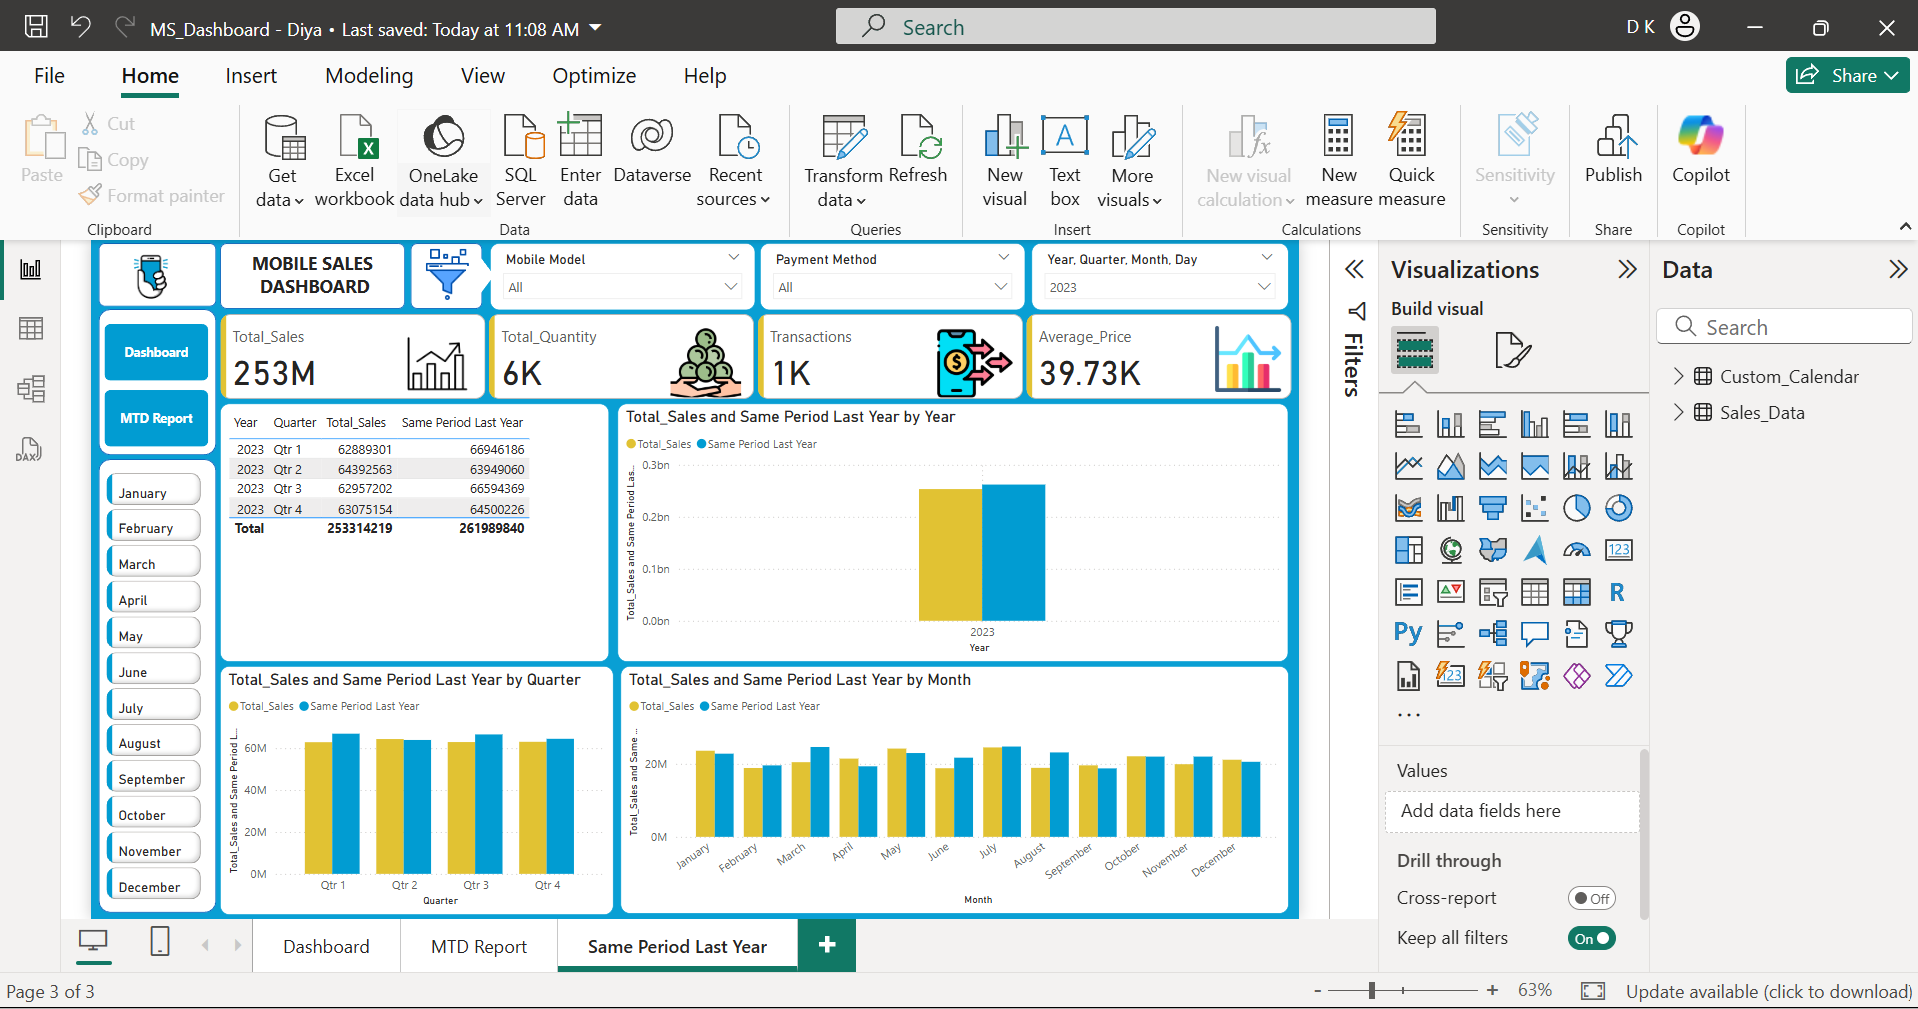 MS_Dashboard - Diya • Last saved: Today at 11:08 AM
Search
D K
File Home Insert Modeling View Optimize Help
Share
Paste
Cut
Copy
Format painter
Clipboard
Get data
Excel workbook
OneLake data hub
SQL Server
Enter data
Dataverse
Recent sources
Data
Transform data
Refresh
Queries
New visual
Text box
More visuals
Insert
New visual calculation
New measure
Quick measure
Calculations
Sensitivity
Sensitivity
Publish
Share
Copilot
Copilot
MOBILE SALES
DASHBOARD
Mobile Model
All
Payment Method
All
Year, Quarter, Month, Day
2023
Dashboard
MTD Report
Total_Sales
253M
Total_Quantity
6K
Transactions
1K
Average_Price
39.73K
January
February
March
April
May
June
July
August
September
October
November
December
Year Quarter Total_Sales Same Period Last Year
2023 Qtr 1 62889301 66946186
2023 Qtr 2 64392563 63949060
2023 Qtr 3 62957202 66594369
2023 Qtr 4 63075154 64500226
Total 253314219 261989840
Total_Sales and Same Period Last Year by Year
Total_Sales Same Period Last Year
Total_Sales and Same Period Las...
0.3bn
0.2bn
0.1bn
0.0bn
2023
Year
Total_Sales and Same Period Last Year by Quarter
Total_Sales Same Period Last Year
Total_Sales and Same Period L...
60M
40M
20M
0M
Qtr 1 Qtr 2 Qtr 3 Qtr 4
Quarter
Total_Sales and Same Period Last Year by Month
Total_Sales Same Period Last Year
Total_Sales and Same ...
20M
0M
January February March April May June July August September October November December
Month
Filters
Visualizations
Build visual
123
R
Py
123
...
Values
Add data fields here
Drill through
Cross-report
Off
Keep all filters
On
Data
Search
Custom_Calendar
Sales_Data
DAX
Dashboard MTD Report Same Period Last Year +
Page 3 of 3
- + 63%
Update available (click to download)